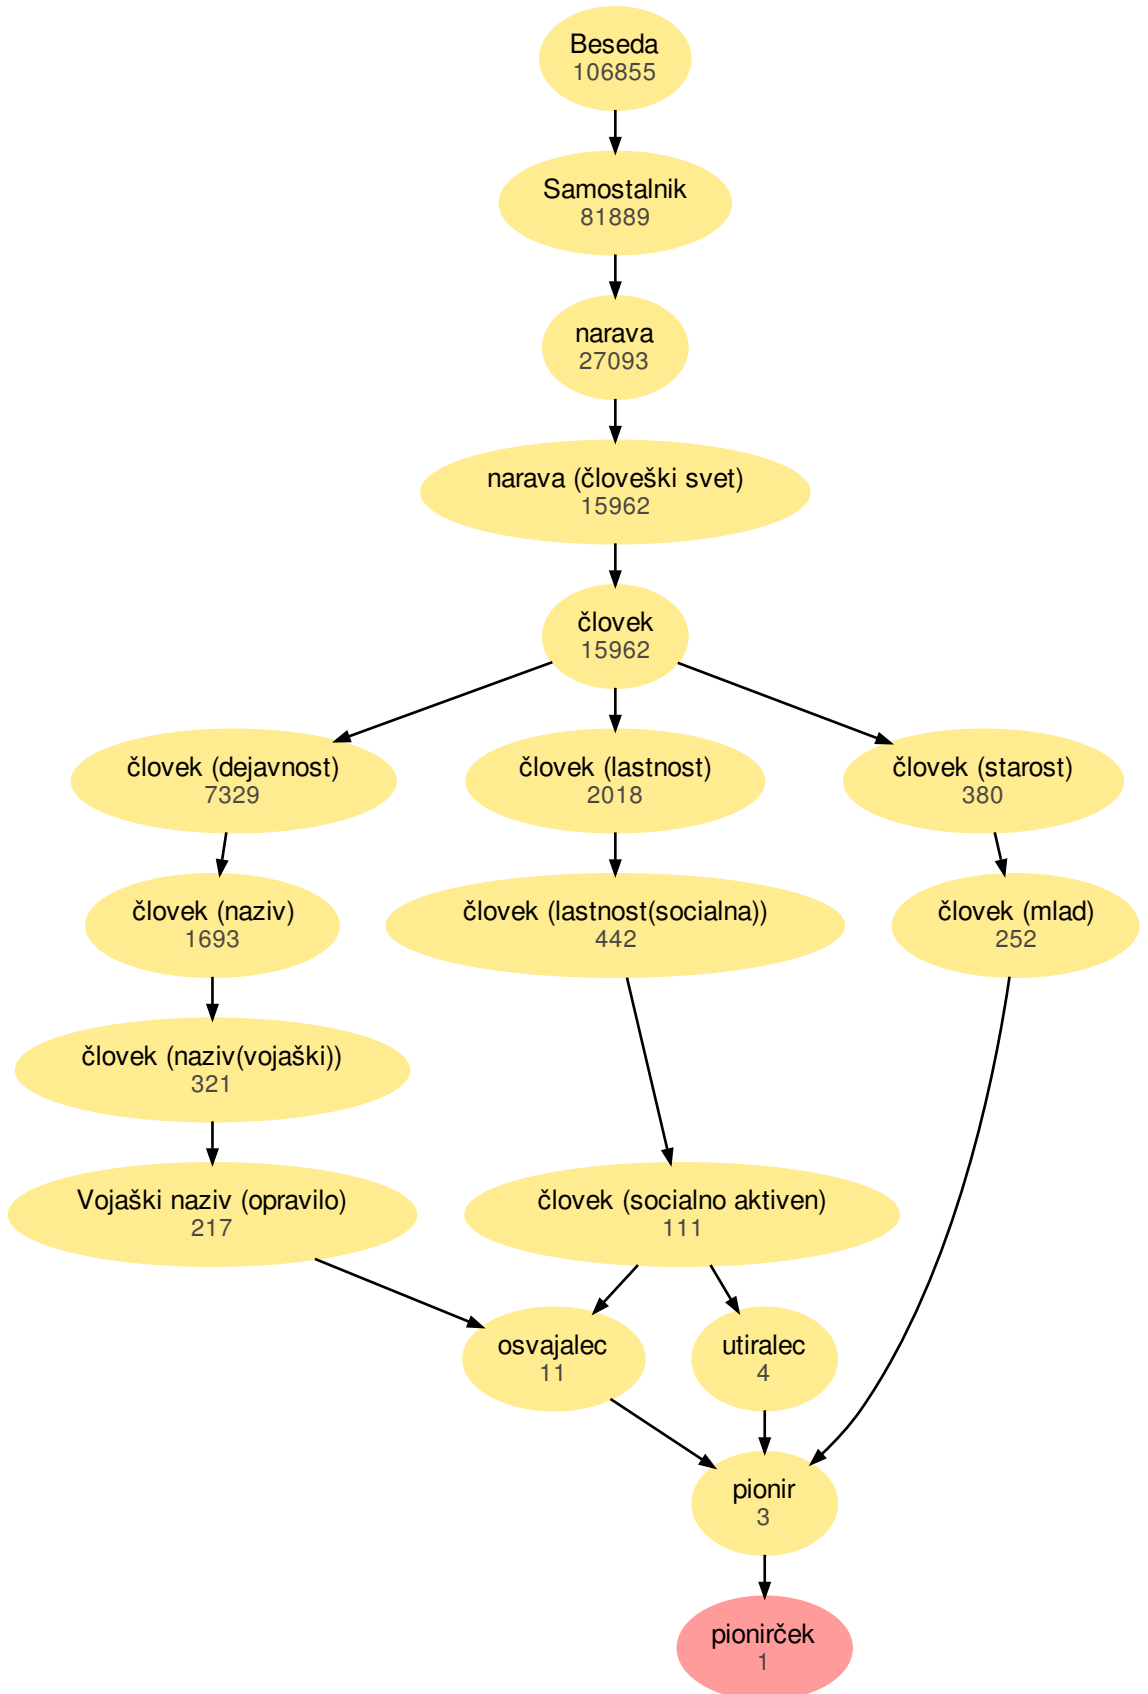 Beseda
106855
Samostalnik
81889
narava
27093
narava (človeški svet)
15962
človek
15962
človek (dejavnost)
7329
človek (lastnost)
2018
človek (starost)
380
človek (naziv)
1693
človek (lastnost(socialna))
442
človek (mlad)
252
človek (naziv(vojaški))
321
Vojaški naziv (opravilo)
217
človek (socialno aktiven)
111
osvajalec
11
utiralec
4
pionir
3
pionirček
1